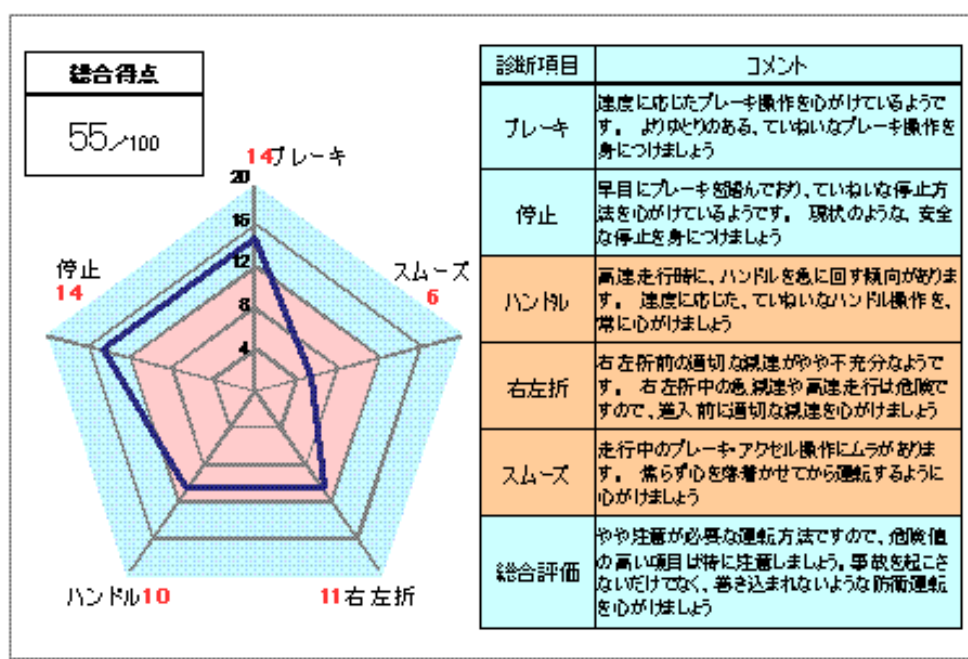 総合得点
55/100
14ブレーキ
20
16
12
8
4
スムーズ
6
停止
14
ハンドル10
11右左折
診断項目 コメント
ブレーキ
速度に応じたブレーキ操作を心がけているようで
す。 よりゆとりのある、ていねいなブレーキ操作を
身につけましょう
停止
早目にブレーキを踏んでおり、ていねいな停止方
法を心がけているようです。 現状のような、安全
な停止を身につけましょう
ハンドル
高速走行時に、ハンドルを急に回す傾向がありま
す。 速度に応じた、ていねいなハンドル操作を、
常に心がけましょう
右左折
右左折前の適切な減速がやや不充分なようで
す。 右左折中の急減速や高速走行は危険で
すので、進入前に適切な減速を心がけましょう
スムーズ
走行中のブレーキ・アクセル操作にムラがありま
す。 焦らず心を落着かせてから運転するように
心がけましょう
総合評価
やや注意が必要な運転方法ですので、危険値
の高い項目は特に注意しましょう。事故を起こさ
ないだけでなく、巻き込まれないような防衛運転
を心がけましょう